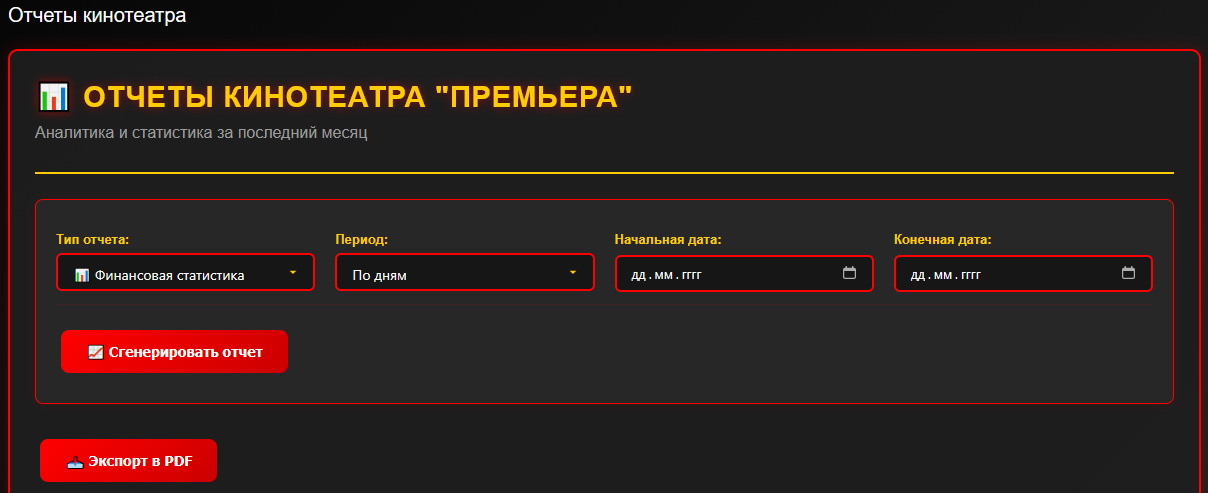 Отчеты кинотеатра
📊 ОТЧЕТЫ КИНОТЕАТРА "ПРЕМЬЕРА"
Аналитика и статистика за последний месяц
Тип отчета: Период: Начальная дата: Конечная дата:
📊 Финансовая статистика По дням дд.мм.гггг дд.мм.гггг
📈 Сгенерировать отчет
📤 Экспорт в PDF